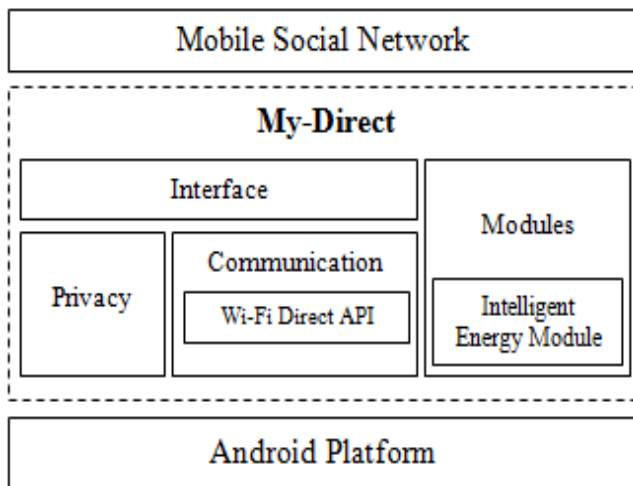 Mobile Social Network
My-Direct
Interface
Modules
Privacy
Communication
Wi-Fi Direct API
Intelligent
Energy Module
Android Platform